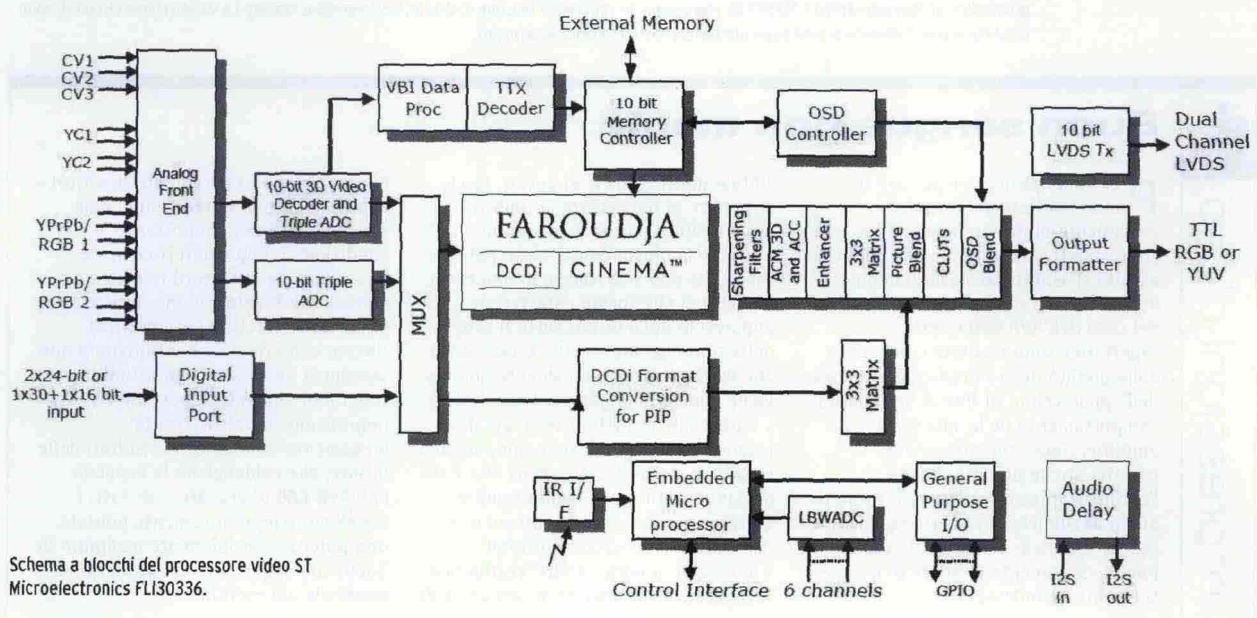 External Memory
CV1
CV2
CV3
YC1
YC2
YPrPb/
RGB 1
YPrPb/
RGB 2
Analog
Front
End
VBI Data
Proc
TTX
Decoder
10 bit
Memory
Controller
OSD
Controller
10 bit
LVDS Tx
Dual
Channel
LVDS
10-bit 3D Video
Decoder and
Triple ADC
10-bit Triple
ADC
MUX
FAROUDJA
DCDi CINEMA™
Sharpening
Filters
ACM 3D
and ACC
Enhancer
3x3
Matrix
Picture
Blend
CLUT's
OSD
Blend
Output
Formatter
TTL
RGB or
YUV
2x24-bit or
1x30+1x16 bit
input
Digital
Input
Port
DCDi Format
Conversion
for PIP
3x3
Matrix
IR I/
F
Embedded
Micro
processor
LBWADC
General
Purpose
I/O
Audio
Delay
Control Interface
6 channels
GPIO
I2S
in
I2S
out
Schema a blocchi del processore video ST
Microelectronics FLI30336.